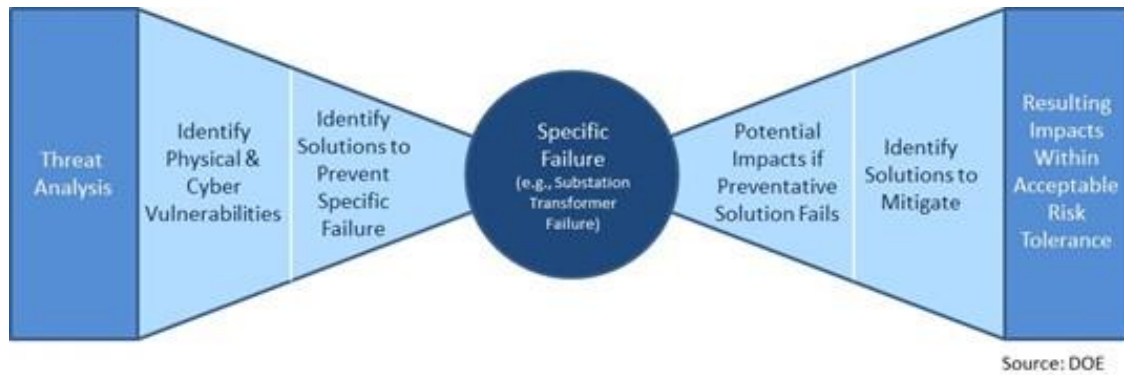 Threat
Analysis
Identify
Physical &
Cyber
Vulnerabilities
Identify
Solutions to
Prevent
Specific
Failure
Specific
Failure
(e.g., Substation
Transformer
Failure)
Potential
Impacts if
Preventative
Solution Fails
Identify
Solutions to
Mitigate
Resulting
Impacts
Within
Acceptable
Risk
Tolerance
Source: DOE